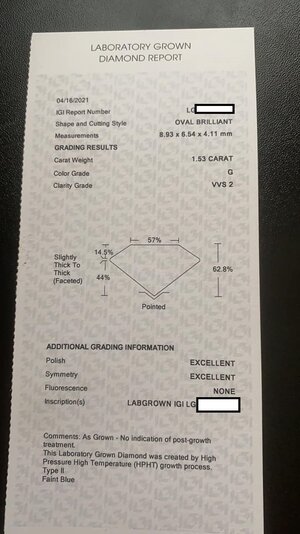 LABORATORY GROWN
DIAMOND REPORT
04/16/2021
IGI Report Number LG
Shape and Cutting Style OVAL BRILLIANT
Measurements 8.93 x 6.54 x 4.11 mm
GRADING RESULTS
Carat Weight 1.53 CARAT
Color Grade G
Clarity Grade VVS 2
57%
14.5%
Slightly
Thick To
Thick
(Faceted)
44%
62.8%
Pointed
ADDITIONAL GRADING INFORMATION
Polish EXCELLENT
Symmetry EXCELLENT
Fluorescence NONE
Inscription(s) LABGROWN IGI LG
Comments: As Grown - No indication of post-growth
treatment.
This Laboratory Grown Diamond was created by High
Pressure High Temperature (HPHT) growth process.
Type II
Faint Blue